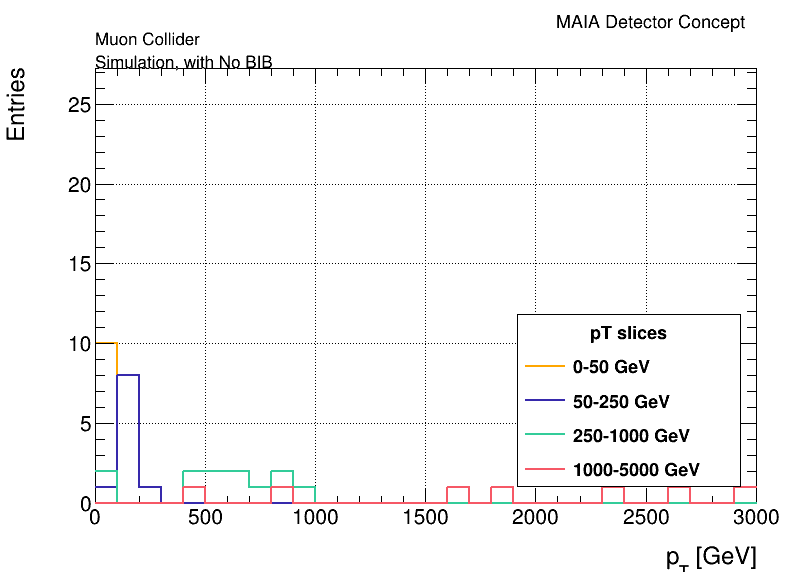 MAIA Detector Concept
Muon Collider
Simulation, with No BIB
Entries
25
20
15
10
5
0
pT slices
0-50 GeV
50-250 GeV
250-1000 GeV
1000-5000 GeV
0 500 1000 1500 2000 2500 3000
p_T [GeV]